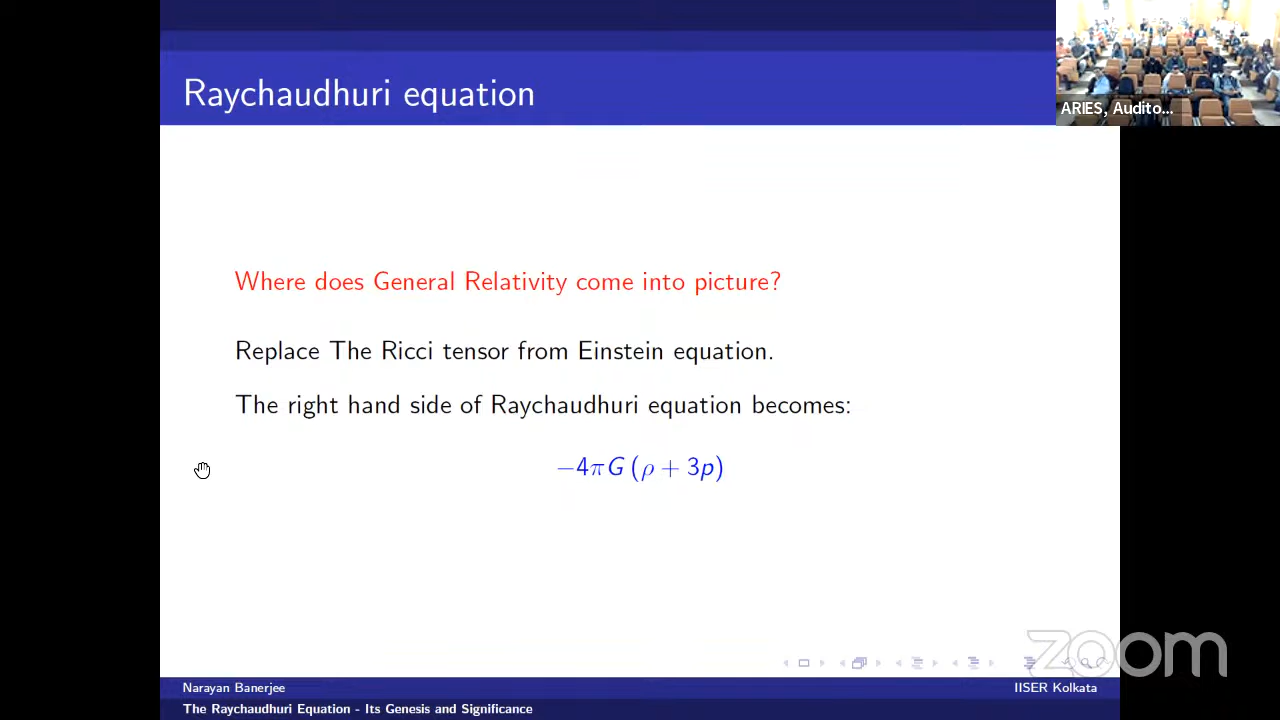 Raychaudhuri equation
ARIES, Audito...
Where does General Relativity come into picture?
Replace The Ricci tensor from Einstein equation.
The right hand side of Raychaudhuri equation becomes:
−4πG (ρ + 3p)
zoom
Narayan Banerjee
IISER Kolkata
The Raychaudhuri Equation - Its Genesis and Significance